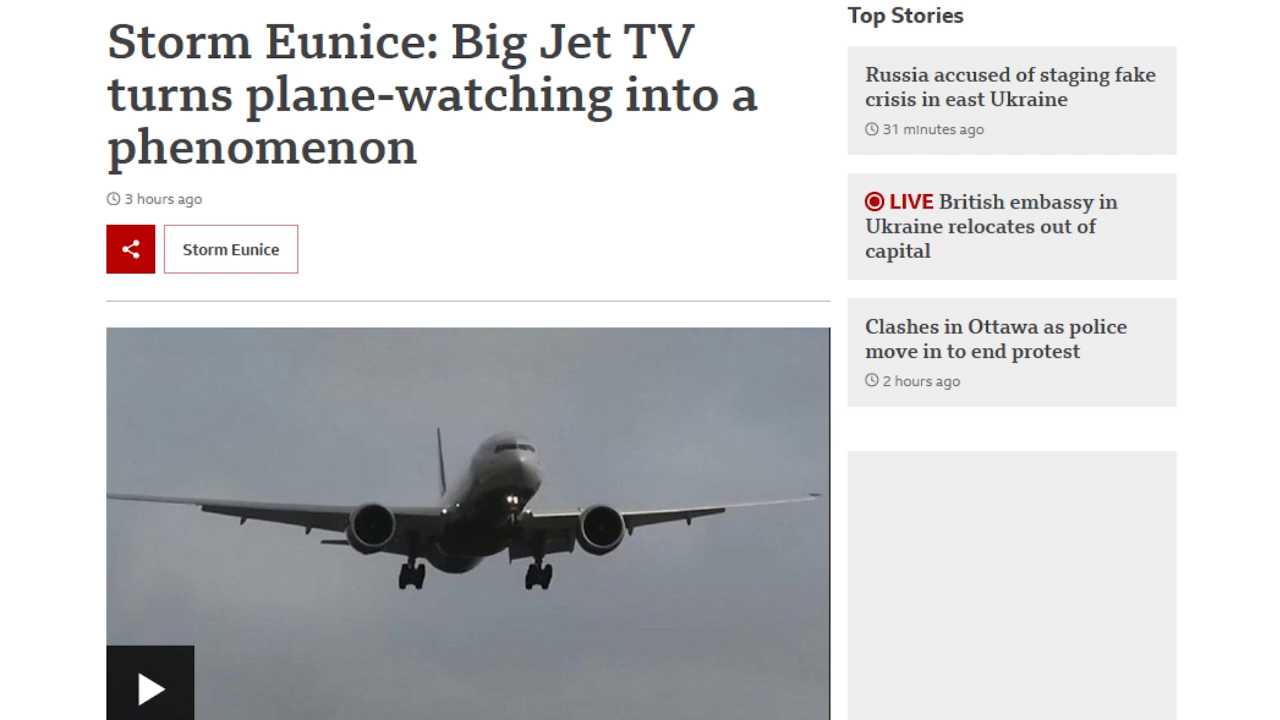 Storm Eunice: Big Jet TV
turns plane-watching into a
phenomenon
3 hours ago
Storm Eunice
Top Stories
Russia accused of staging fake
crisis in east Ukraine
31 minutes ago
LIVE British embassy in
Ukraine relocates out of
capital
Clashes in Ottawa as police
move in to end protest
2 hours ago